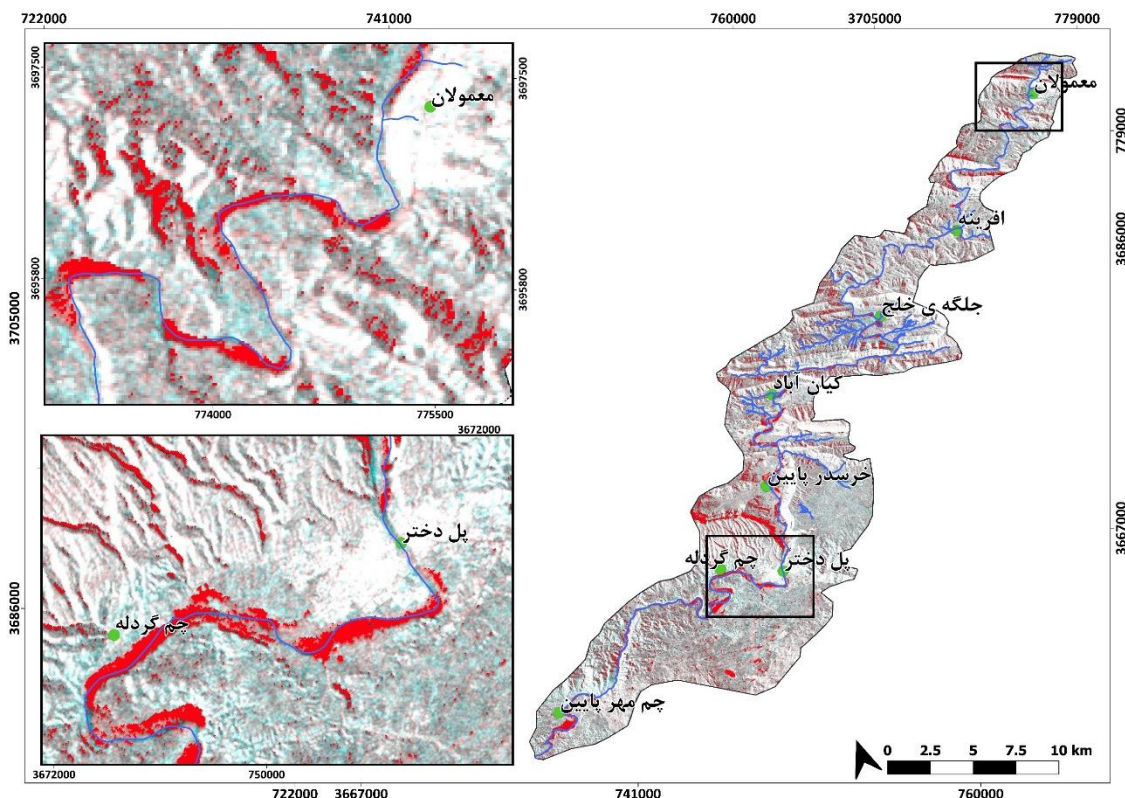 722000 741000 760000 3705000 779000
3697500
3697500
معمولان
3695800
3695800
3705000
774000 775500
3672000
پل دختر
چم گردله
3686000
3672000 750000
722000 3667000 741000 760000
معمولان
779000
افرینه
3686000
جلگه ی خلج
کیان آباد
خرسدر پایین
3667000
چم گردله
پل دختر
چم مهر پایین
0 2.5 5 7.5 10 km